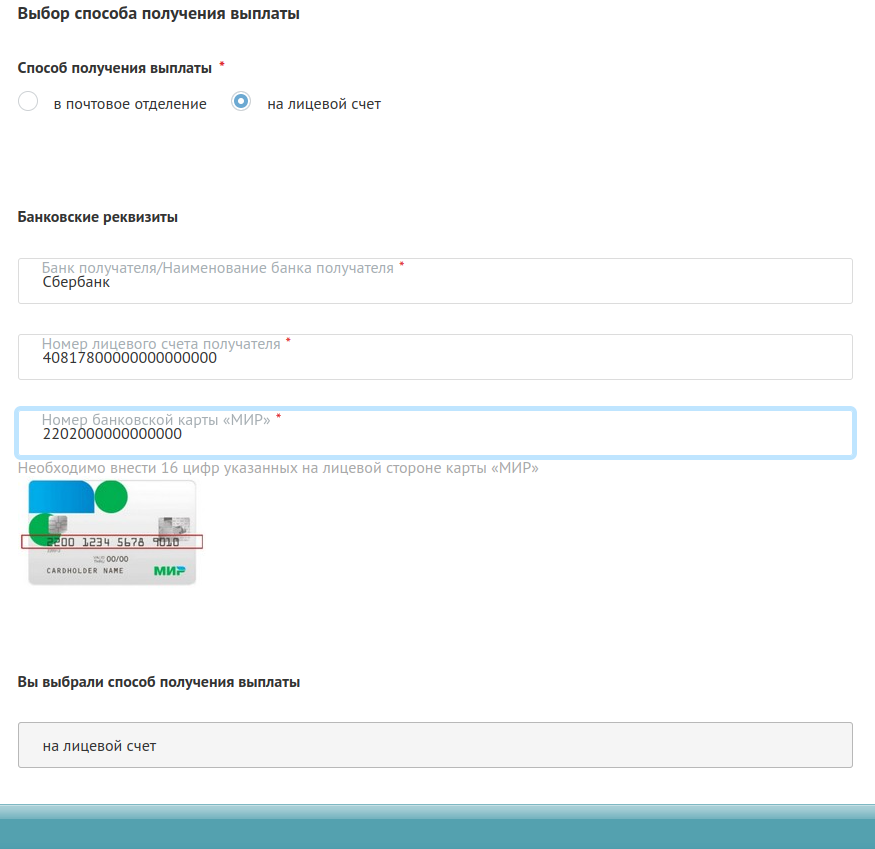 Выбор способа получения выплаты
Способ получения выплаты *
в почтовое отделение на лицевой счет
Банковские реквизиты
Банк получателя/Наименование банка получателя *
Сбербанк
Номер лицевого счета получателя *
40817800000000000000
Номер банковской карты «МИР» *
2202000000000000
Необходимо внести 16 цифр указанных на лицевой стороне карты «МИР»
2200 1234 5678 9010
00/00
CARDHOLDER NAME
МИР
Вы выбрали способ получения выплаты
на лицевой счет